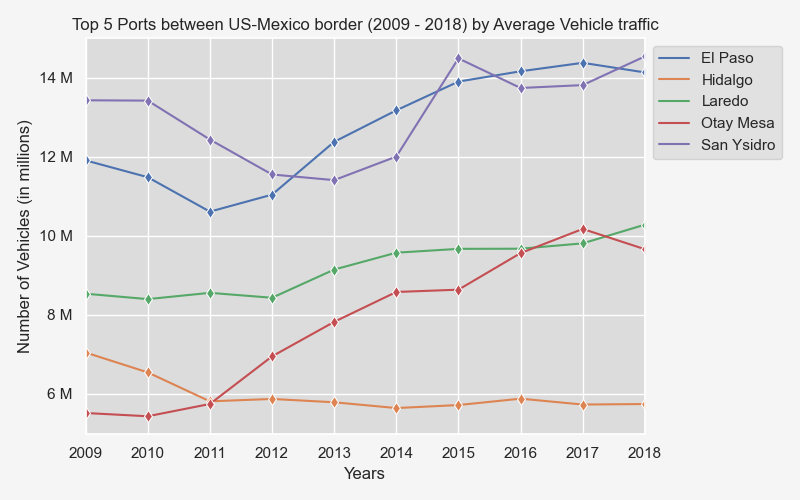 Top 5 Ports between US-Mexico border (2009 - 2018) by Average Vehicle traffic
El Paso
Hidalgo
Laredo
Otay Mesa
San Ysidro
Number of Vehicles (in millions)
14 M
12 M
10 M
8 M
6 M
2009 2010 2011 2012 2013 2014 2015 2016 2017 2018
Years